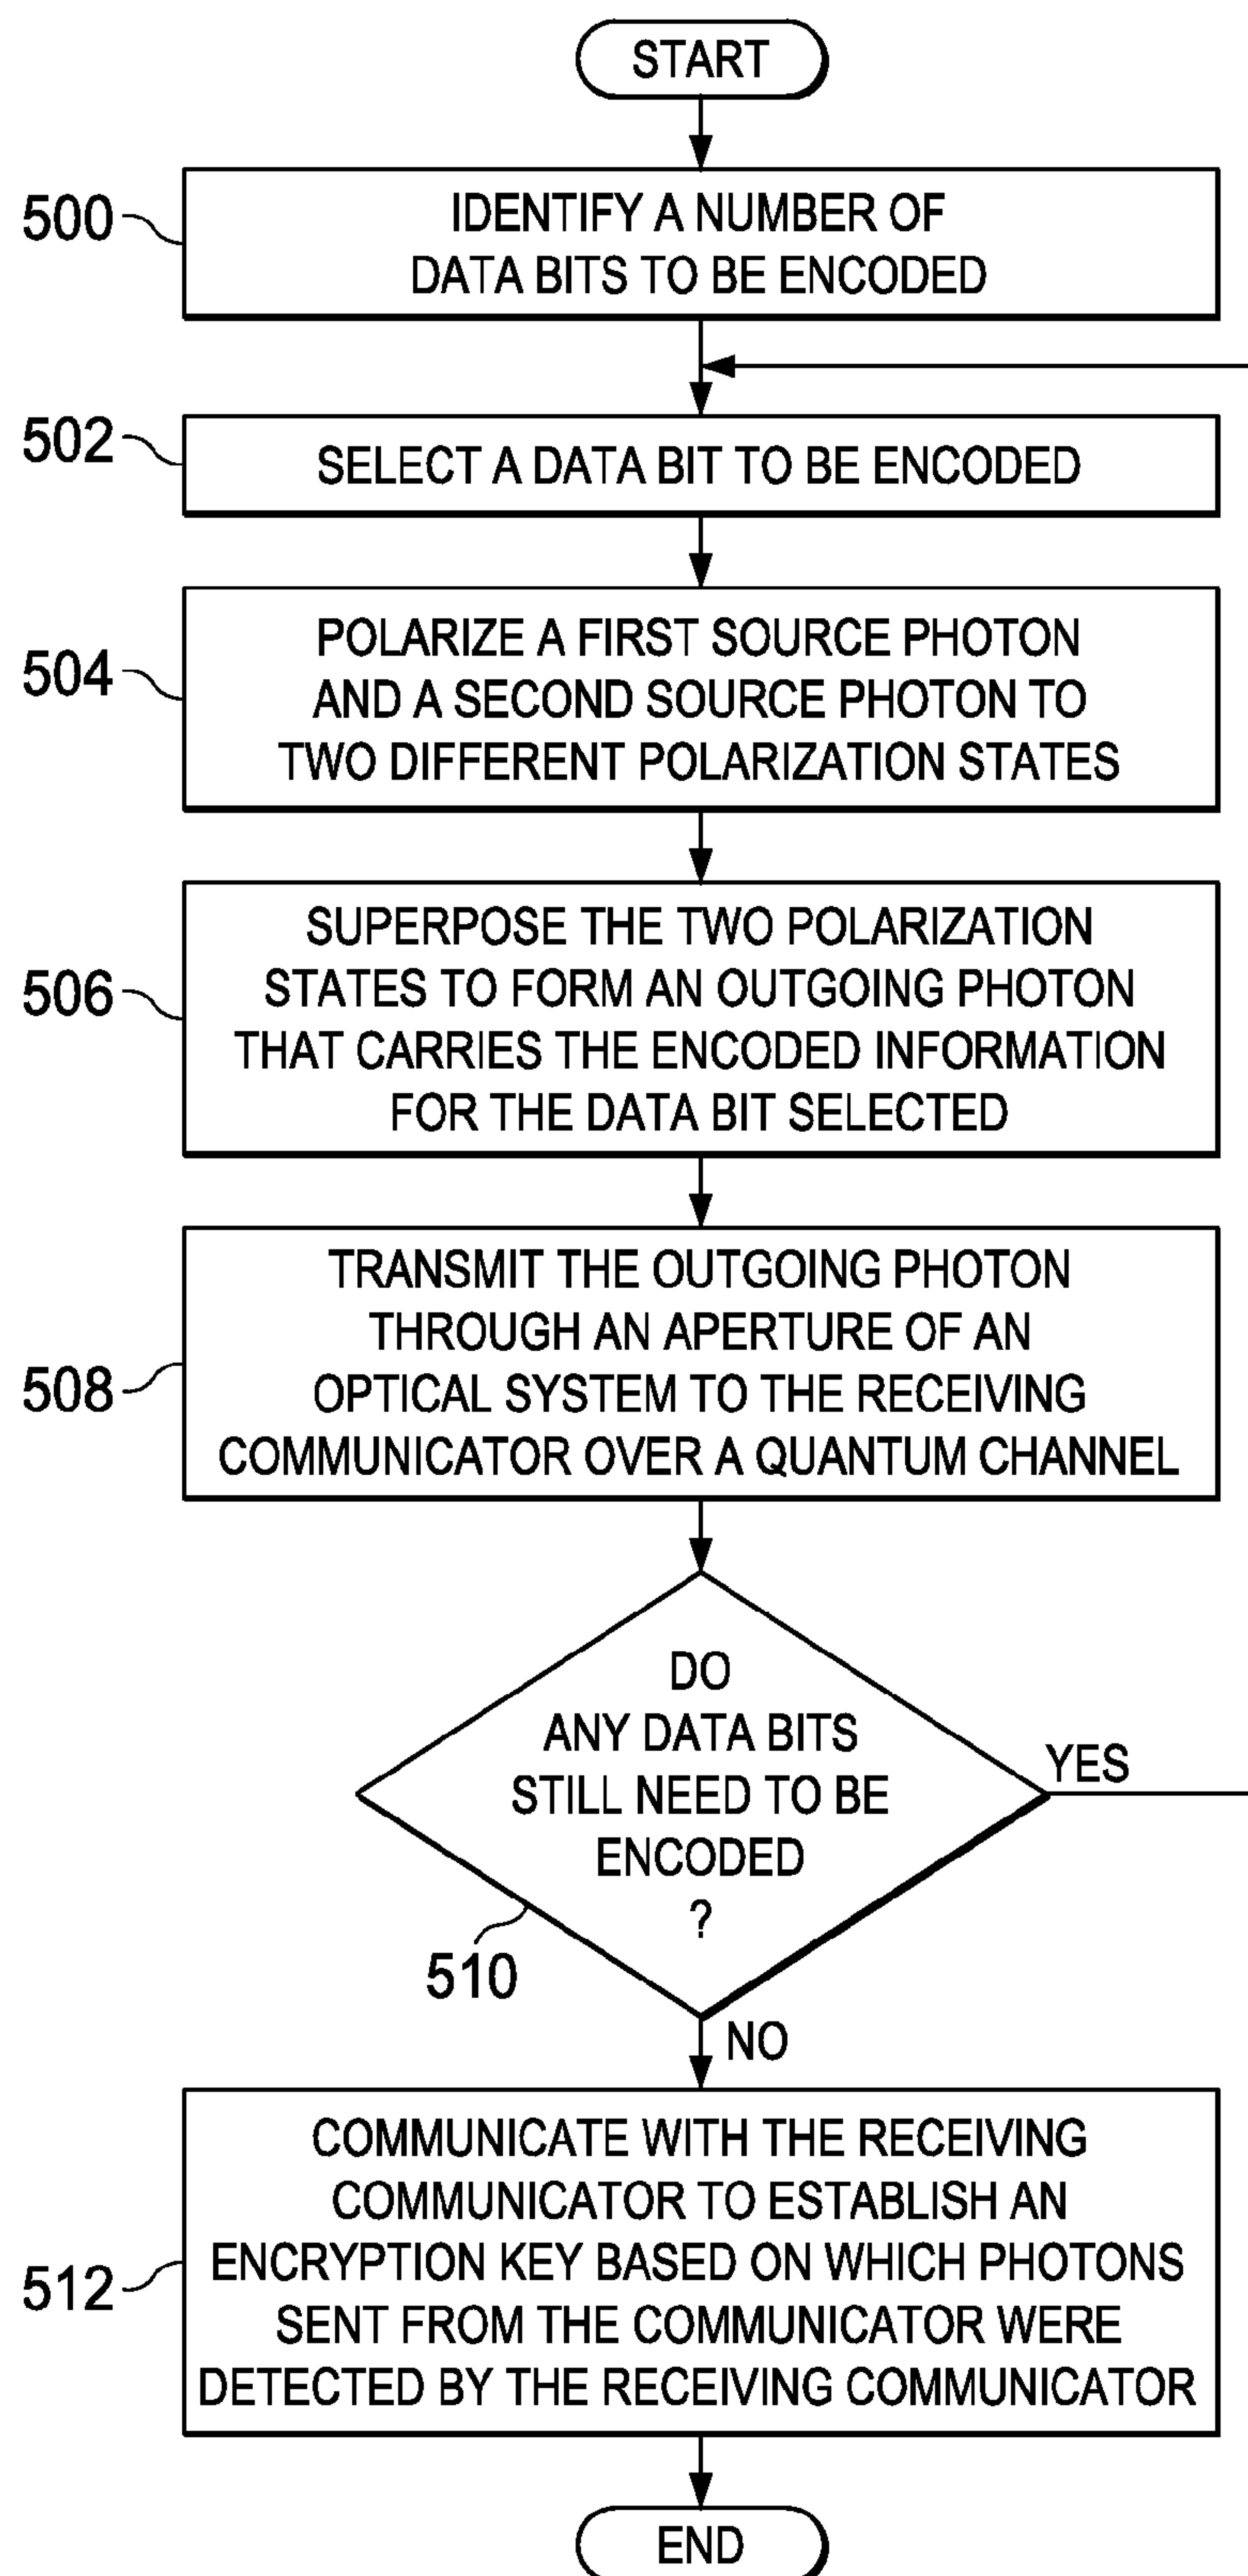 START
500
IDENTIFY A NUMBER OF
DATA BITS TO BE ENCODED
502
SELECT A DATA BIT TO BE ENCODED
504
POLARIZE A FIRST SOURCE PHOTON
AND A SECOND SOURCE PHOTON TO
TWO DIFFERENT POLARIZATION STATES
506
SUPERPOSE THE TWO POLARIZATION
STATES TO FORM AN OUTGOING PHOTON
THAT CARRIES THE ENCODED INFORMATION
FOR THE DATA BIT SELECTED
508
TRANSMIT THE OUTGOING PHOTON
THROUGH AN APERTURE OF AN
OPTICAL SYSTEM TO THE RECEIVING
COMMUNICATOR OVER A QUANTUM CHANNEL
DO
ANY DATA BITS
STILL NEED TO BE
ENCODED
?
YES
510
NO
512
COMMUNICATE WITH THE RECEIVING
COMMUNICATOR TO ESTABLISH AN
ENCRYPTION KEY BASED ON WHICH PHOTONS
SENT FROM THE COMMUNICATOR WERE
DETECTED BY THE RECEIVING COMMUNICATOR
END